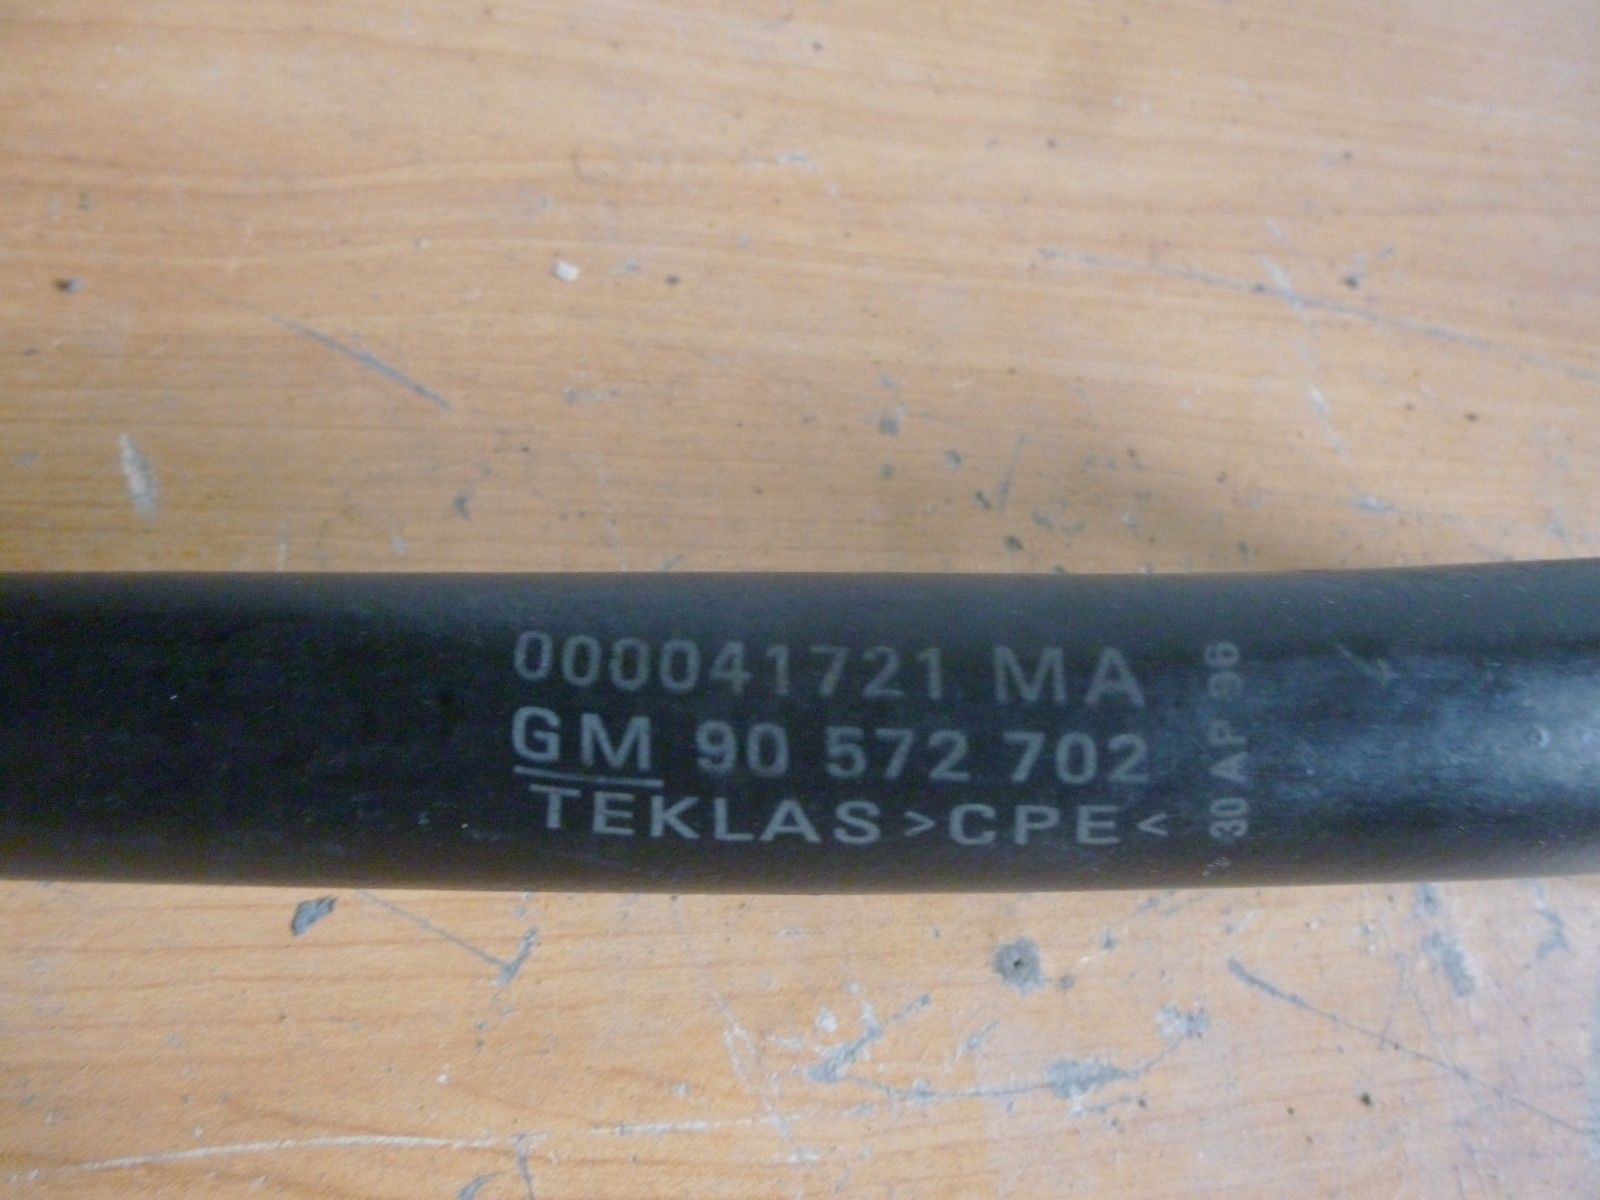 000041721 MA
GM 90 572 702
TEKLAS >CPE<
30 AP 96